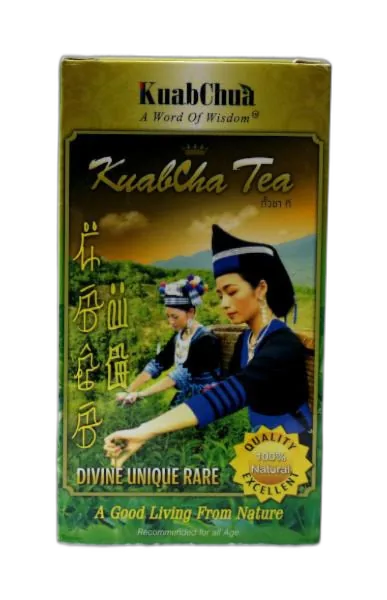 KuabChua
A Word Of Wisdom
KuabCha Tea
กั๊วชา ที
DIVINE UNIQUE RARE
QUALITY
100%
Natural
EXCELLENT
A Good Living From Nature
Recommended for all Age